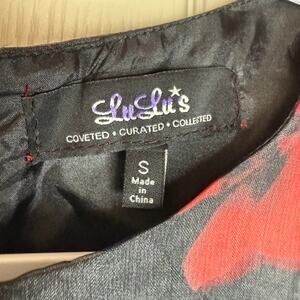 LuLu*s
COVETED • CURATED • COLLECTED
S
Made
in
China